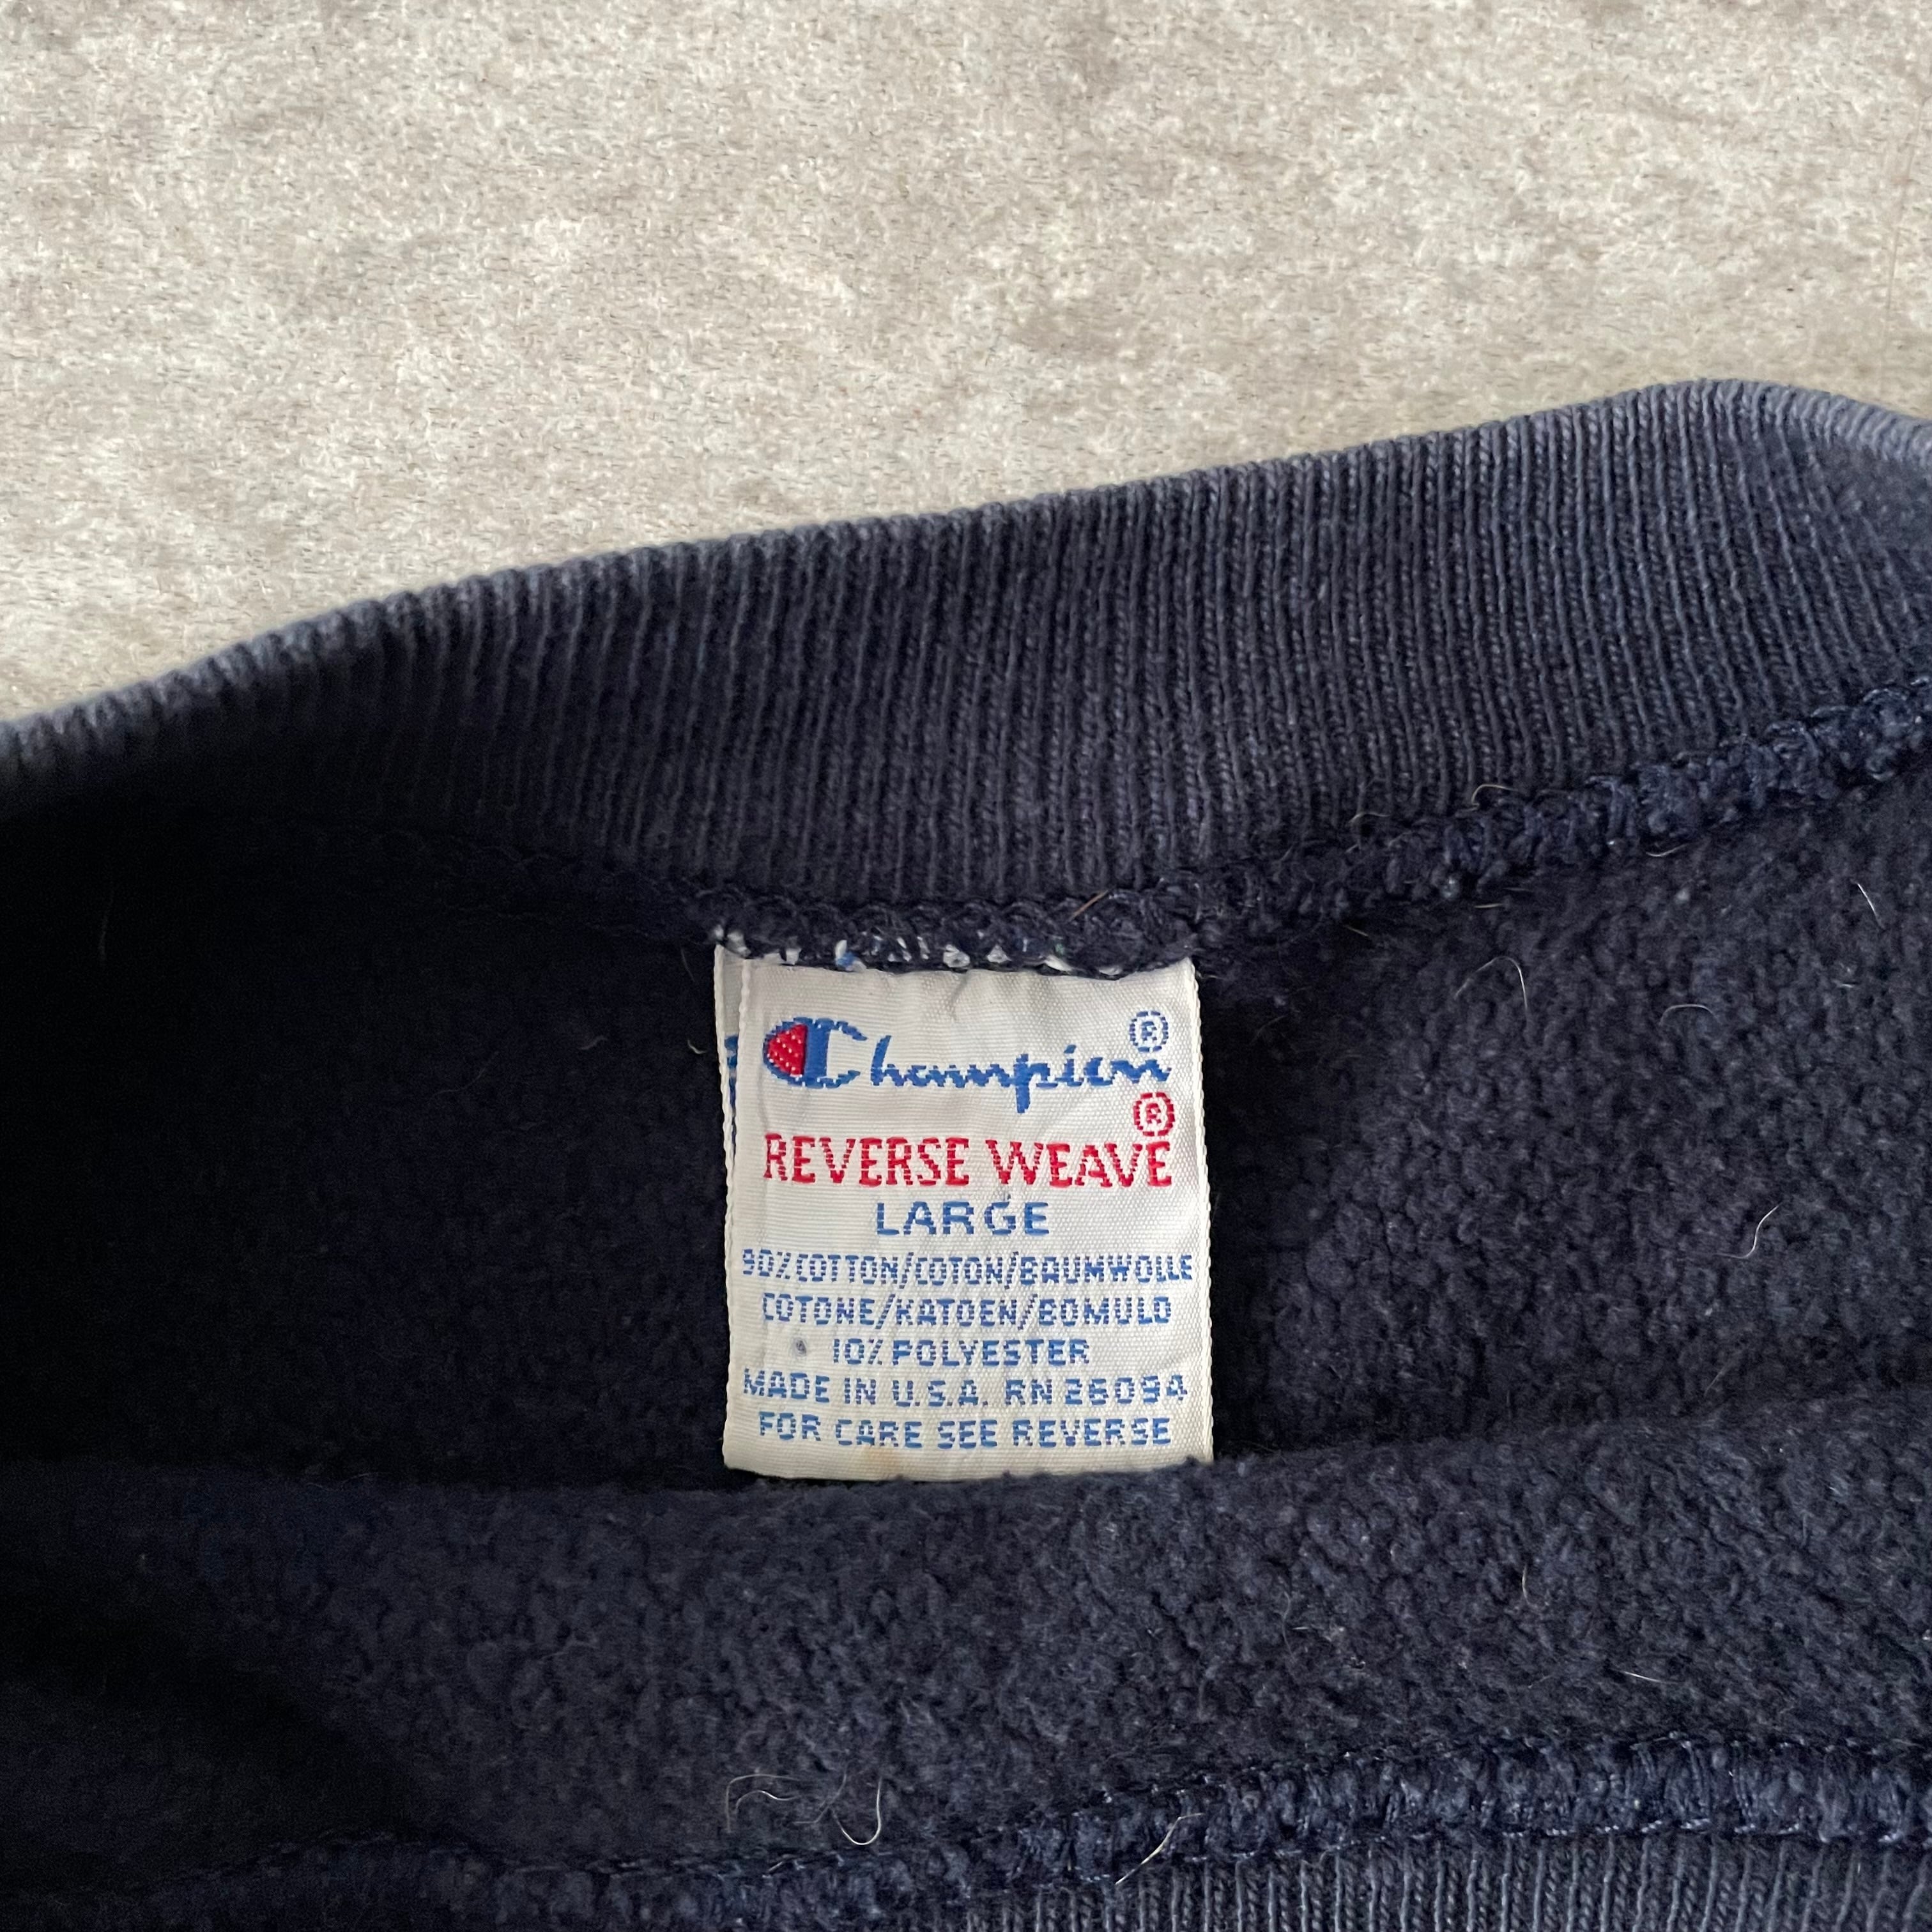 Champion®
REVERSE WEAVE®
LARGE
90% COTTON/COTON/BAUMWOLLE
COTONE/KATOEN/BOMULD
10% POLYESTER
MADE IN U.S.A. RN 26094
FOR CARE SEE REVERSE